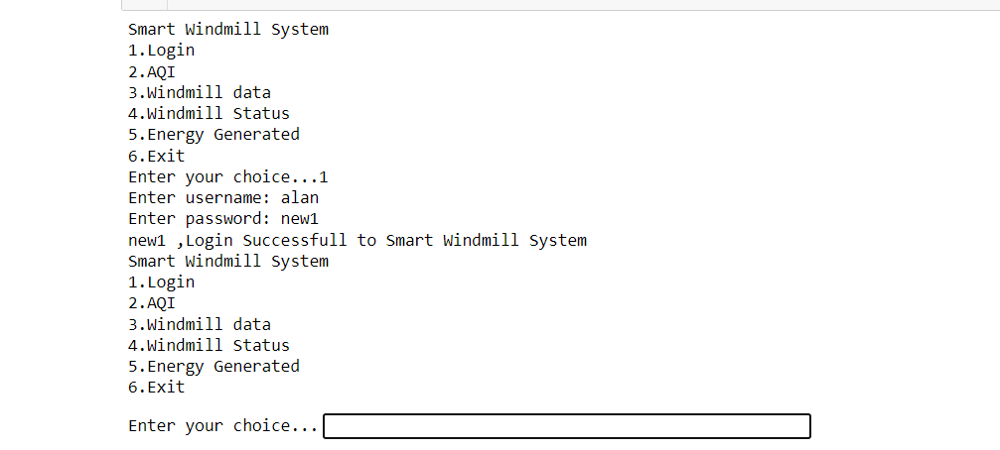 Smart Windmill System
1.Login
2.AQI
3.Windmill data
4.Windmill Status
5.Energy Generated
6.Exit
Enter your choice...1
Enter username: alan
Enter password: new1
new1 ,Login Successfull to Smart Windmill System
Smart Windmill System
1.Login
2.AQI
3.Windmill data
4.Windmill Status
5.Energy Generated
6.Exit
Enter your choice...